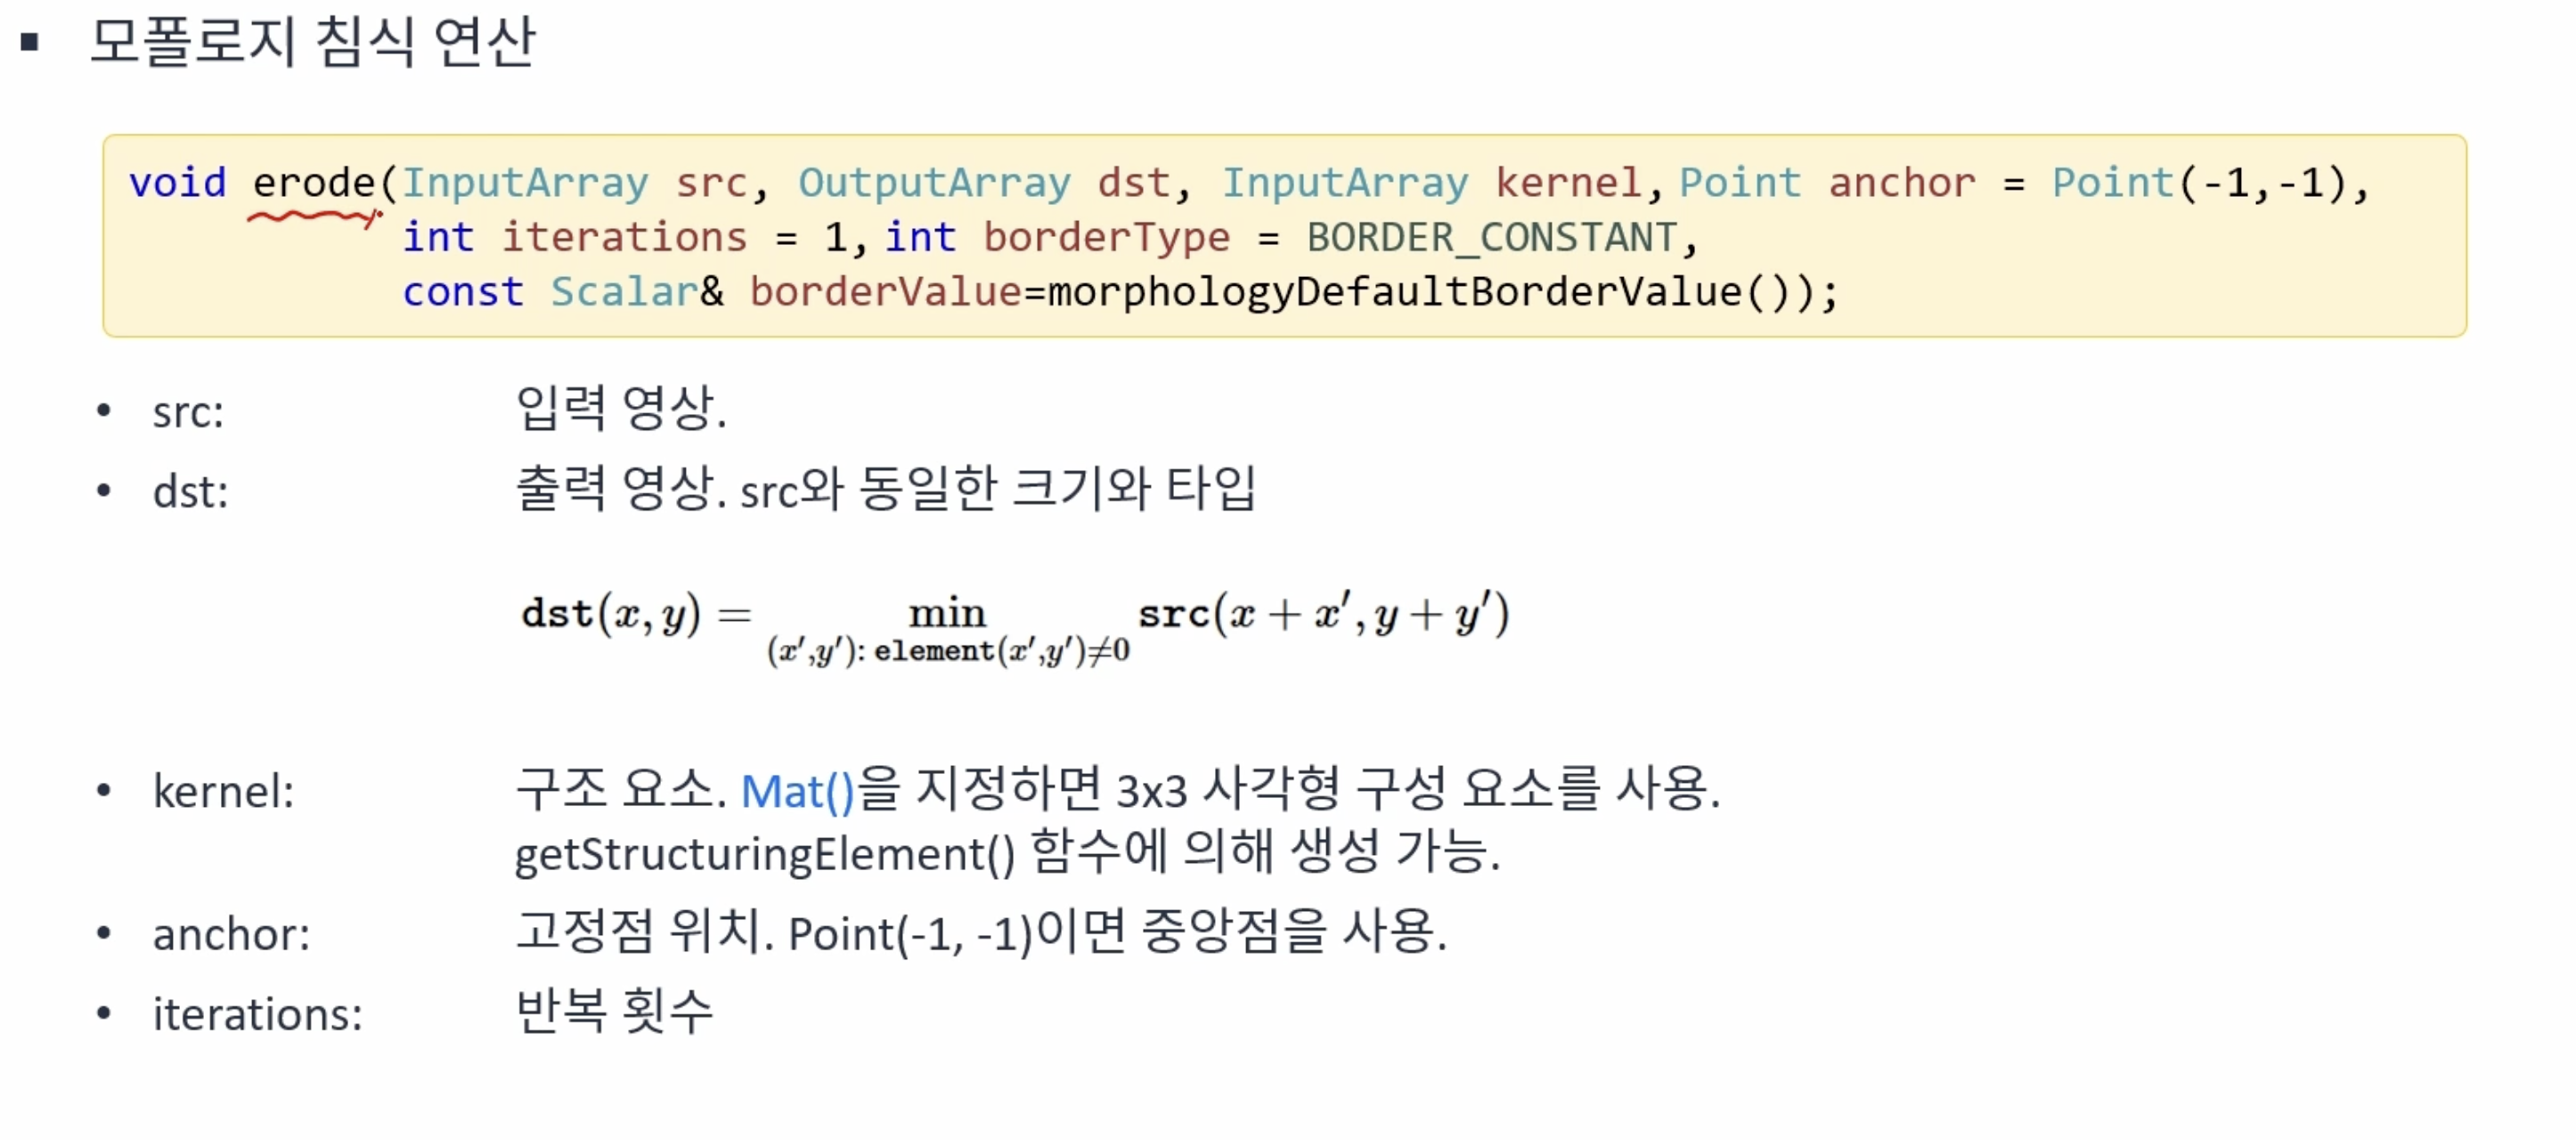 모폴로지 침식 연산
void erode(InputArray src, OutputArray dst, InputArray kernel, Point anchor = Point(-1,-1),
int iterations = 1, int borderType = BORDER_CONSTANT,
const Scalar& borderValue=morphologyDefaultBorderValue());
• src: 입력 영상.
• dst: 출력 영상. src와 동일한 크기와 타입
dst(x, y) = min src(x + x′, y + y′)
(x′,y′): element(x′,y′)≠0
• kernel: 구조 요소. Mat()을 지정하면 3x3 사각형 구성 요소를 사용.
getStructuringElement() 함수에 의해 생성 가능.
• anchor: 고정점 위치. Point(-1, -1)이면 중앙점을 사용.
• iterations: 반복 횟수